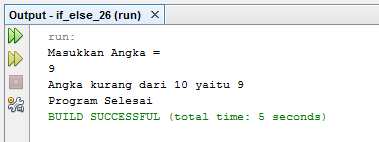 Output - if_else_26 (run) ×
run:
Masukkan Angka =
9
Angka kurang dari 10 yaitu 9
Program Selesai
BUILD SUCCESSFUL (total time: 5 seconds)